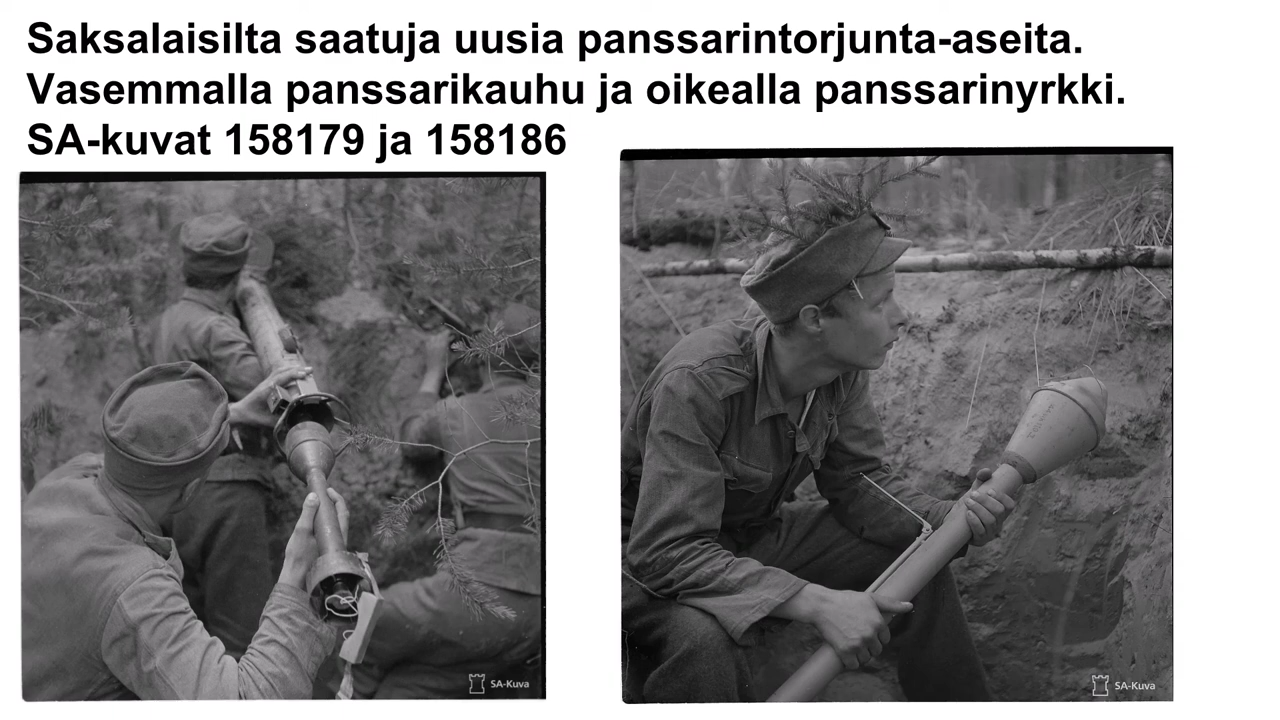 Saksalaisilta saatuja uusia panssarintorjunta-aseita.
Vasemmalla panssarikauhu ja oikealla panssarinyrkki.
SA-kuvat 158179 ja 158186
SA-Kuva
SA-Kuva